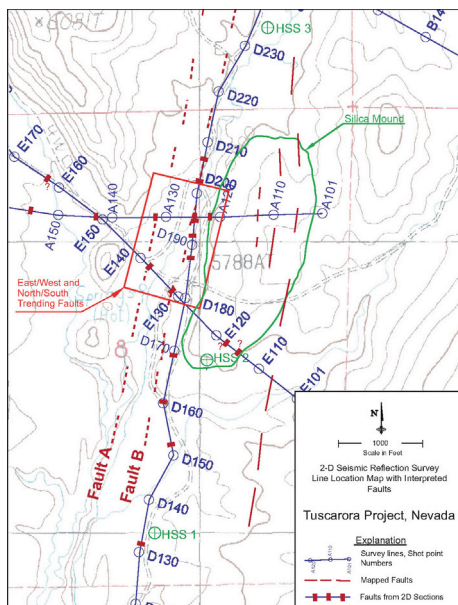 HSS 3
B14
D230
D220
Silica Mound
D210
E170
E160
?
D200
A140
A130
A120
A110
A101
A150
E150
D190
E140
5788AT
East/West and
North/South
Trending Faults
E130
D180
E120
?
?
8
D170
HSS 2
E110
E101
D160
Fault A
Fault B
D150
D140
HSS 1
D130
N
1000
Scale in Feet
2-D Seismic Reflection Survey
Line Location Map with Interpreted
Faults
Tuscarora Project, Nevada
Explanation
Survey lines, Shot point
Numbers
Mapped Faults
Faults from 2D Sections